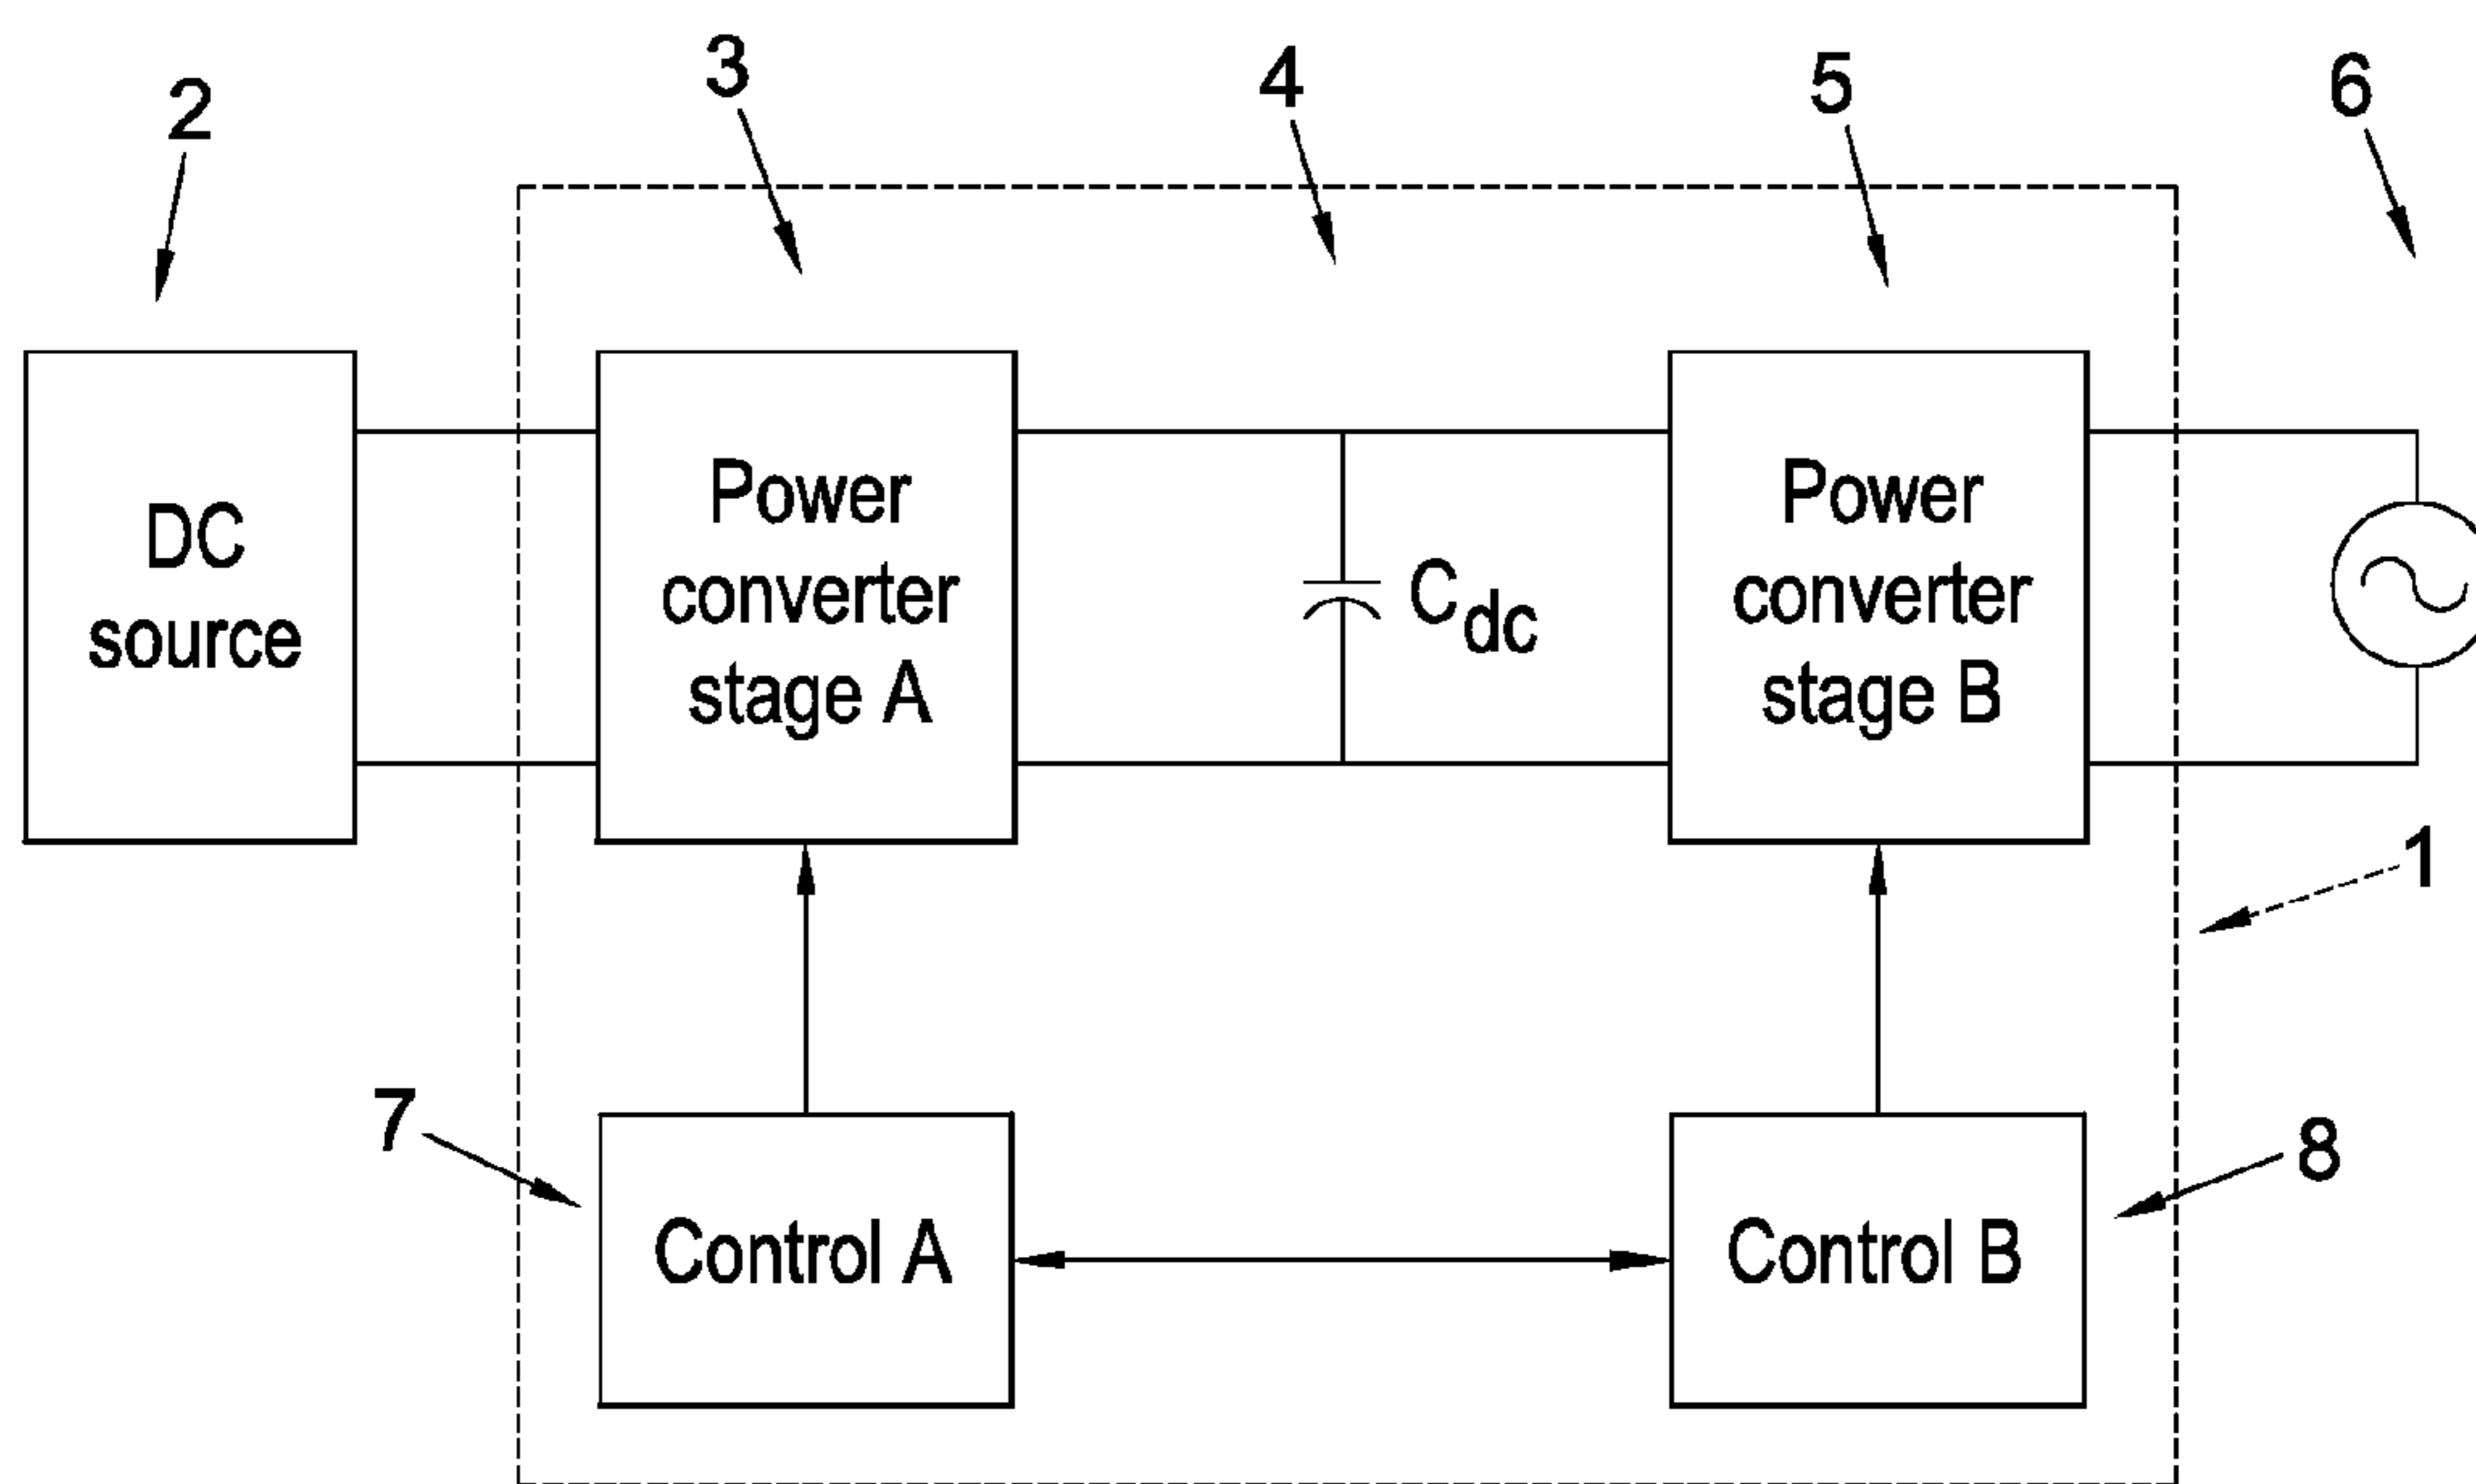 2
3
4
5
6
DC
source
Power
converter
stage A
Cdc
Power
converter
stage B
1
7
Control A
Control B
8